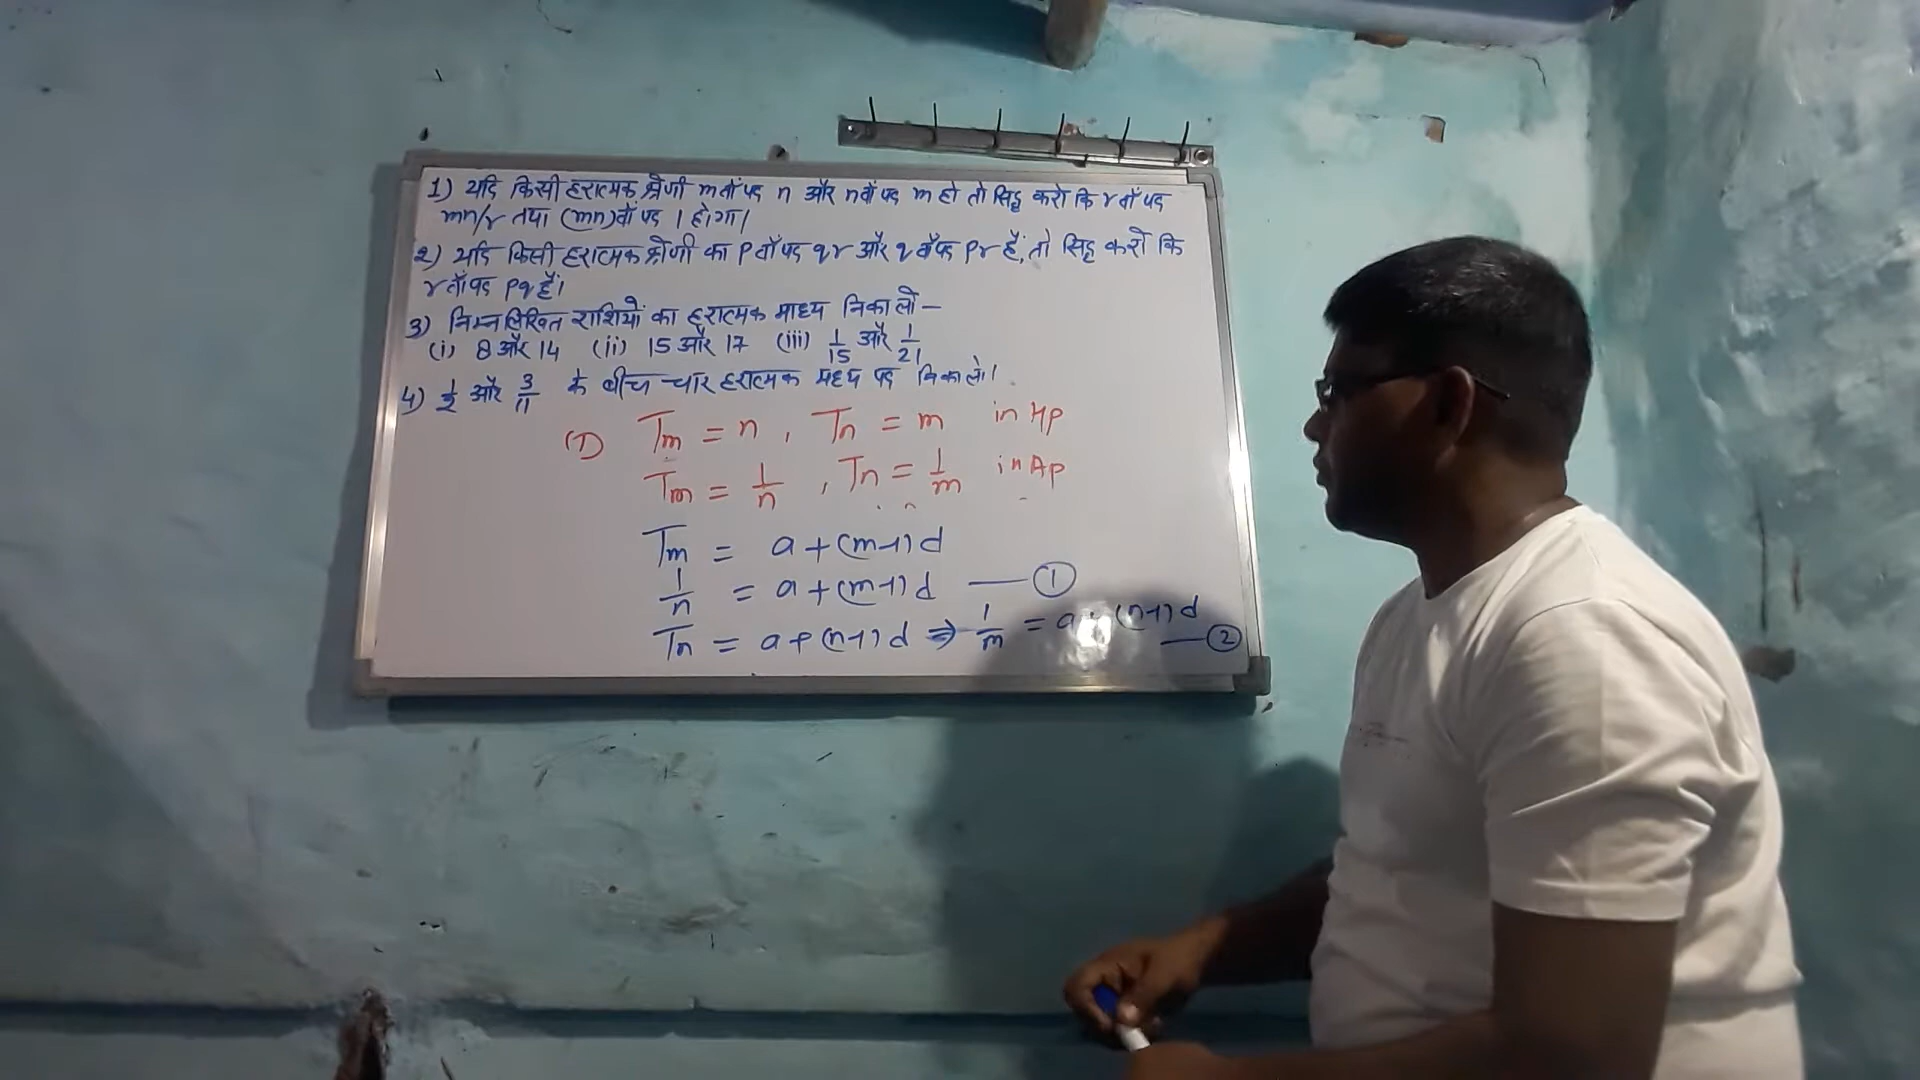 1) यदि किसी हरात्मक श्रेणी mवाँ पद n और nवाँ पद m हो तो सिद्ध करो कि rवाँ पद
mn/r तथा (mn)वाँ पद 1 होगा।
2) यदि किसी हरात्मक श्रेणी का p वाँ पद qr और q वाँ पद pr है, तो सिद्ध करो कि
r वाँ पद pq है।
3) निम्नलिखित राशियों का हरात्मक माध्य निकालो –
(i) 8 और 14 (ii) 15 और 17 (iii) 1/15 और 1/21
4) 1/2 और 3/11 के बीच चार हरात्मक मध्य पद निकालो।
(1) Tm = n, Tn = m in HP
Tm = 1/n, Tn = 1/m in AP
Tm = a + (m-1) d
1/n = a + (m-1) d —— ①
Tn = a + (n-1) d ⇒ 1/m = a + (n-1) d
—— ②